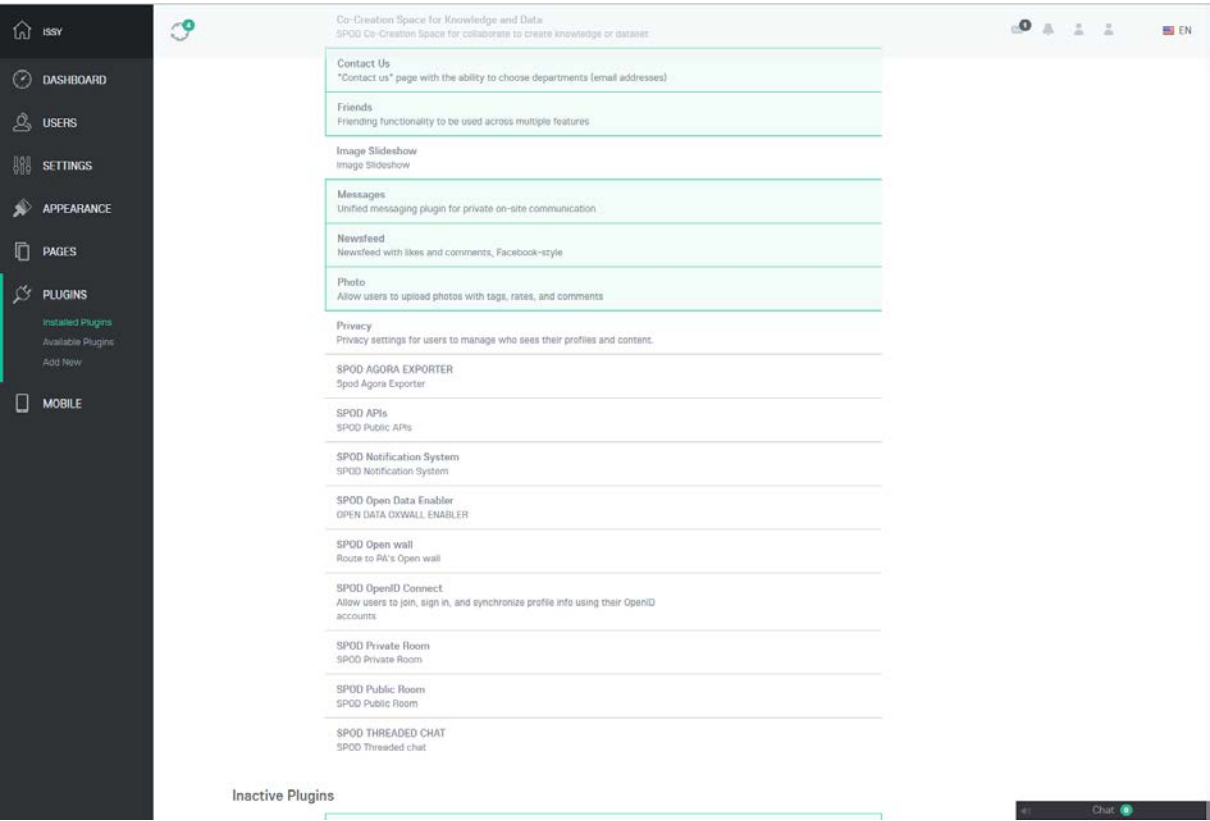 ISSY
4
Co-Creation Space for Knowledge and Data
SPOD Co-Creation Space for collaborate to create knowledge or dataset
1
EN
DASHBOARD
USERS
SETTINGS
APPEARANCE
PAGES
PLUGINS
Installed Plugins
Available Plugins
Add New
MOBILE
Contact Us
"Contact us" page with the ability to choose departments (email addresses)
Friends
Friending functionality to be used across multiple features
Image Slideshow
Image Slideshow
Messages
Unified messaging plugin for private on-site communication
Newsfeed
Newsfeed with likes and comments, Facebook-style
Photo
Allow users to upload photos with tags, rates, and comments
Privacy
Privacy settings for users to manage who sees their profiles and content.
SPOD AGORA EXPORTER
Spod Agora Exporter
SPOD APIs
SPOD Public APIs
SPOD Notification System
SPOD Notification System
SPOD Open Data Enabler
OPEN DATA OXWALL ENABLER
SPOD Open wall
Route to PA's Open wall
SPOD OpenID Connect
Allow users to join, sign in, and synchronize profile info using their OpenID
accounts
SPOD Private Room
SPOD Private Room
SPOD Public Room
SPOD Public Room
SPOD THREADED CHAT
SPOD Threaded chat
Inactive Plugins
Chat 0